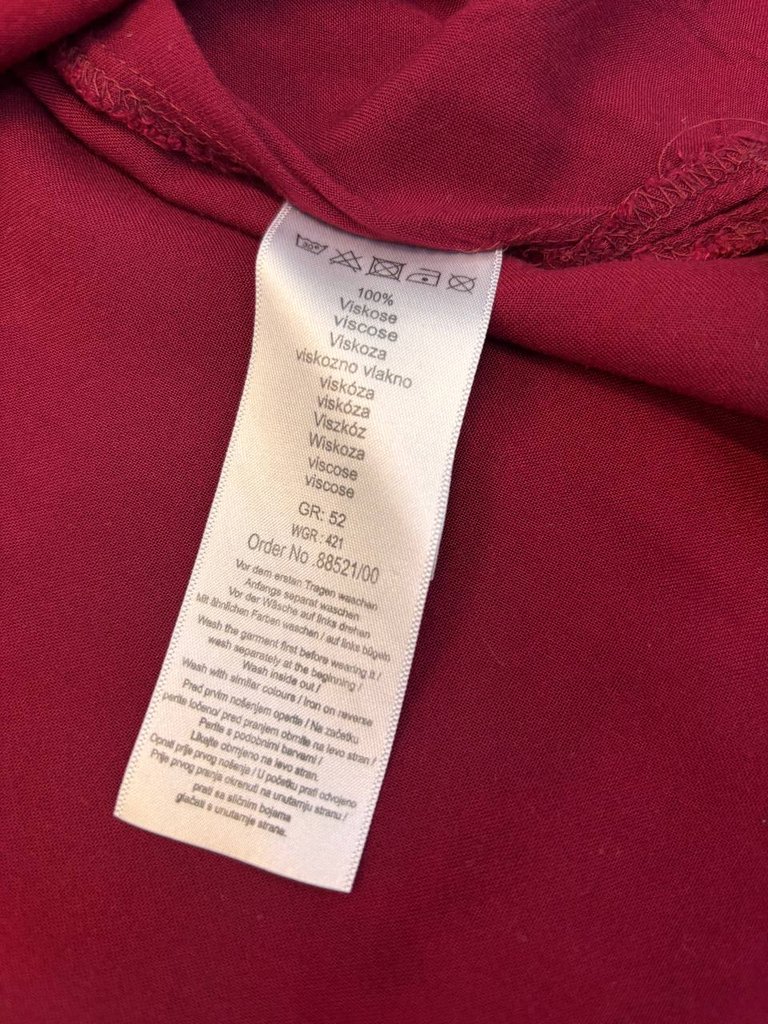 30°
100%
Viskose
viscose
Viskoza
viskozno vlakno
viskóza
viskóza
Viszkóz
Wiskoza
viscose
viscose
GR: 52
WGR : 421
Order No .88521/00
Vor dem ersten Tragen waschen
Anfangs separat waschen
Vor der Wäsche auf links drehen
Mit ähnlichen Farben waschen / auf links bügeln
Wash the garment first before wearing it /
wash separately at the beginning /
Wash inside out /
Wash with similar colours / Iron on reverse
Pred prvim nošenjem operite / Na začetku
perite ločeno/ pred pranjem obrnite na levo stran /
Perite s podobnimi barvami /
Likajte obrnjeno na levo stran.
Oprati prije prvog nošenja / U početku prati odvojeno
Prije prvog pranja okrenuti na unutarnju stranu /
prati sa sličnim bojama
glačati s unutarnje strane.